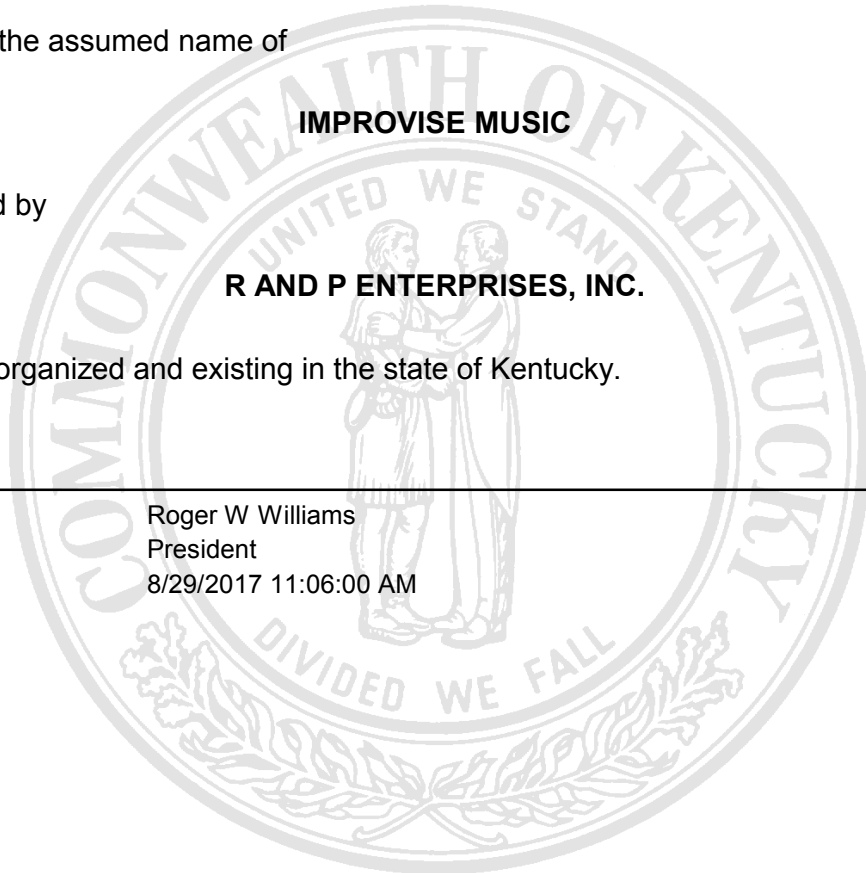 the assumed name of
IMPROVISE MUSIC
d by
R AND P ENTERPRISES, INC.
organized and existing in the state of Kentucky.
Roger W Williams
President
8/29/2017 11:06:00 AM
COMMONWEALTH OF KENTUCKY
UNITED WE STAND
DIVIDED WE FALL